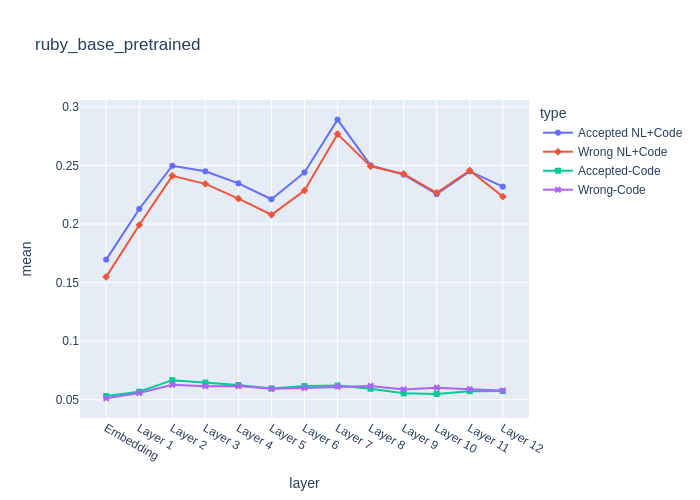 ruby_base_pretrained
type
Accepted NL+Code
Wrong NL+Code
Accepted-Code
Wrong-Code
mean
0.3
0.25
0.2
0.15
0.1
0.05
Embedding
Layer 1
Layer 2
Layer 3
Layer 4
Layer 5
Layer 6
Layer 7
Layer 8
Layer 9
Layer 10
Layer 11
Layer 12
layer